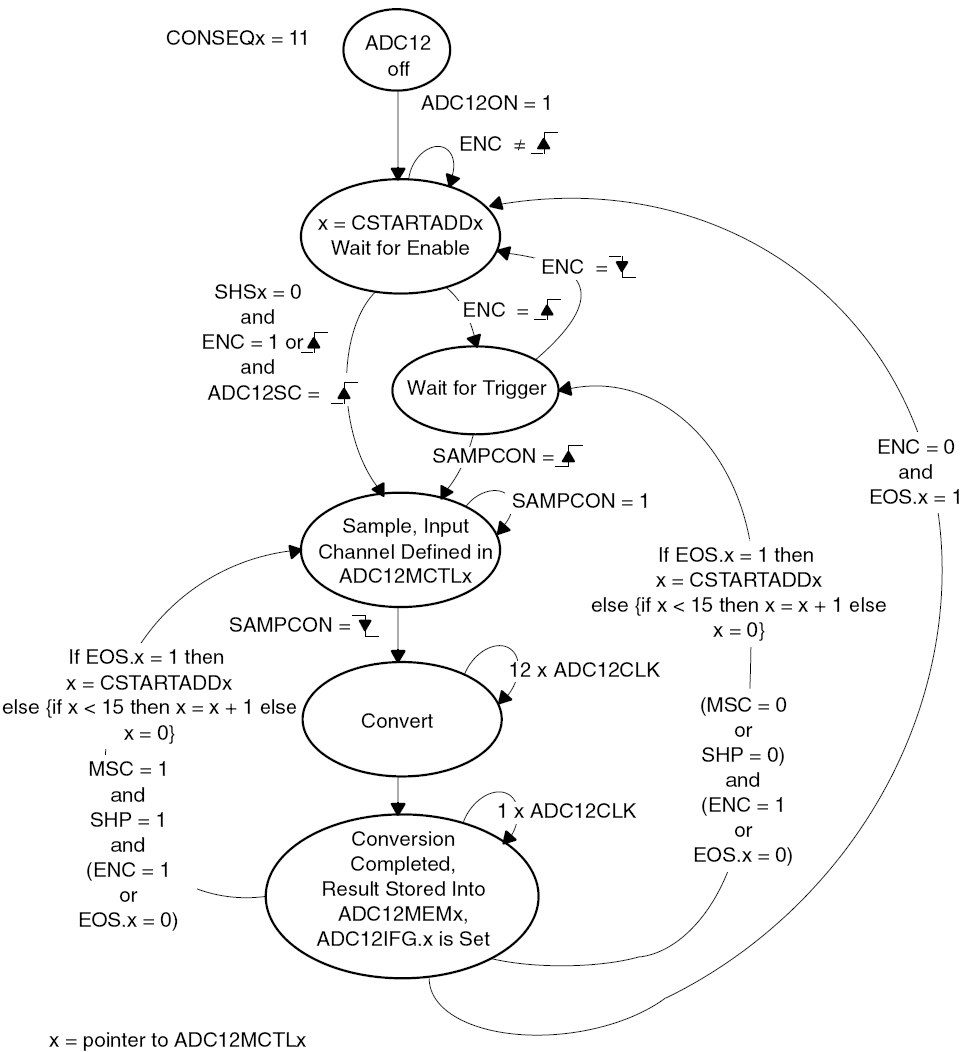 CONSEQx = 11
ADC12
off
ADC12ON = 1
ENC ≠
x = CSTARTADDx
Wait for Enable
ENC =
SHSx = 0
and
ENC = 1 or
and
ADC12SC =
ENC =
Wait for Trigger
SAMPCON =
ENC = 0
and
EOS.x = 1
SAMPCON = 1
Sample, Input
Channel Defined in
ADC12MCTLx
If EOS.x = 1 then
x = CSTARTADDx
else {if x < 15 then x = x + 1 else
x = 0}
SAMPCON =
If EOS.x = 1 then
x = CSTARTADDx
else {if x < 15 then x = x + 1 else
x = 0}
12 x ADC12CLK
Convert
(MSC = 0
or
SHP = 0)
and
(ENC = 1
or
EOS.x = 0)
MSC = 1
and
SHP = 1
and
(ENC = 1
or
EOS.x = 0)
1 x ADC12CLK
Conversion
Completed,
Result Stored Into
ADC12MEMx,
ADC12IFG.x is Set
x = pointer to ADC12MCTLx